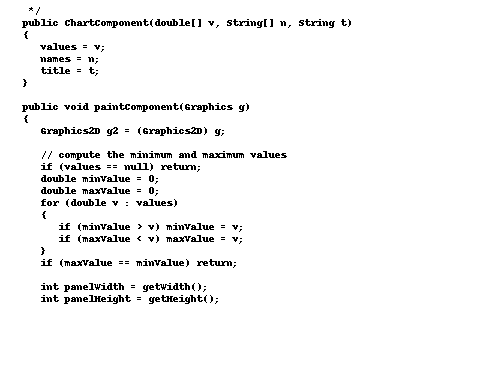 */
public ChartComponent(double[] v, String[] n, String t)
{
values = v;
names = n;
title = t;
}
public void paintComponent(Graphics g)
{
Graphics2D g2 = (Graphics2D) g;
// compute the minimum and maximum values
if (values == null) return;
double minValue = 0;
double maxValue = 0;
for (double v : values)
{
if (minValue > v) minValue = v;
if (maxValue < v) maxValue = v;
}
if (maxValue == minValue) return;
int panelWidth = getWidth();
int panelHeight = getHeight();